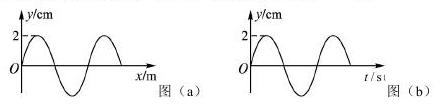 y/cm
2
O
x/m
图（a）
y/cm
2
O
t/s
图（b）